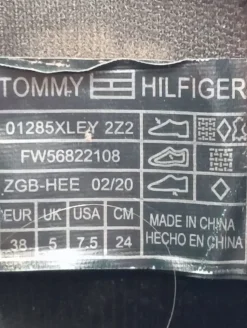 TOMMY HILFIGER
01285XLEY 2Z2
FW56822108
ZGB-HEE 02/20
EUR UK USA CM
38 5 7.5 24
MADE IN CHINA
HECHO EN CHINA